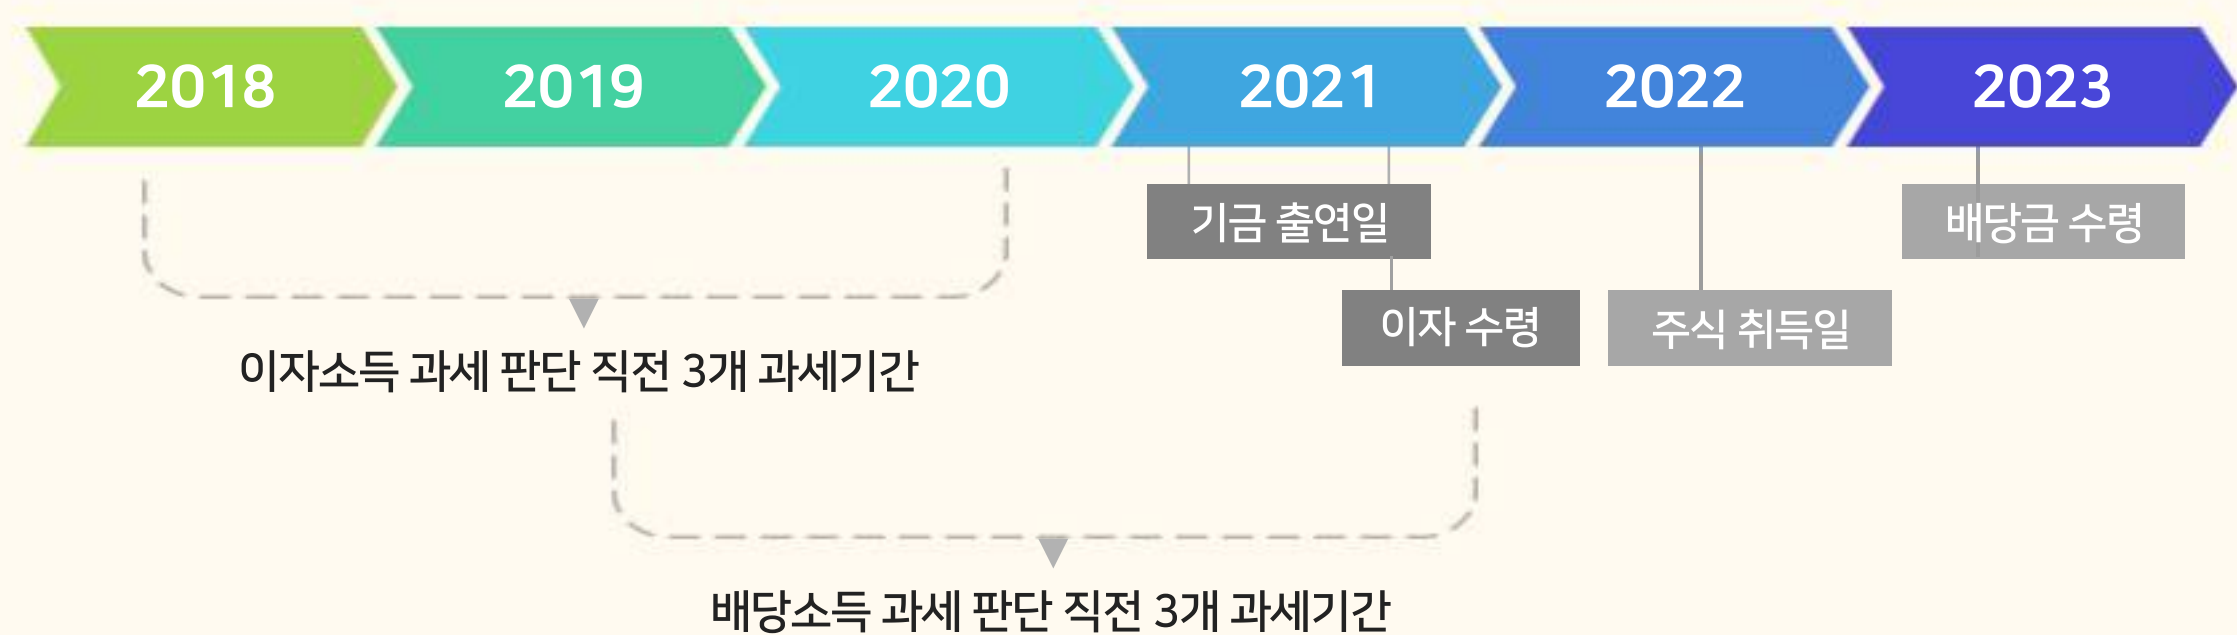 2018 2019 2020 2021 2022 2023
기금 출연일
배당금 수령
이자 수령
주식 취득일
이자소득 과세 판단 직전 3개 과세기간
배당소득 과세 판단 직전 3개 과세기간